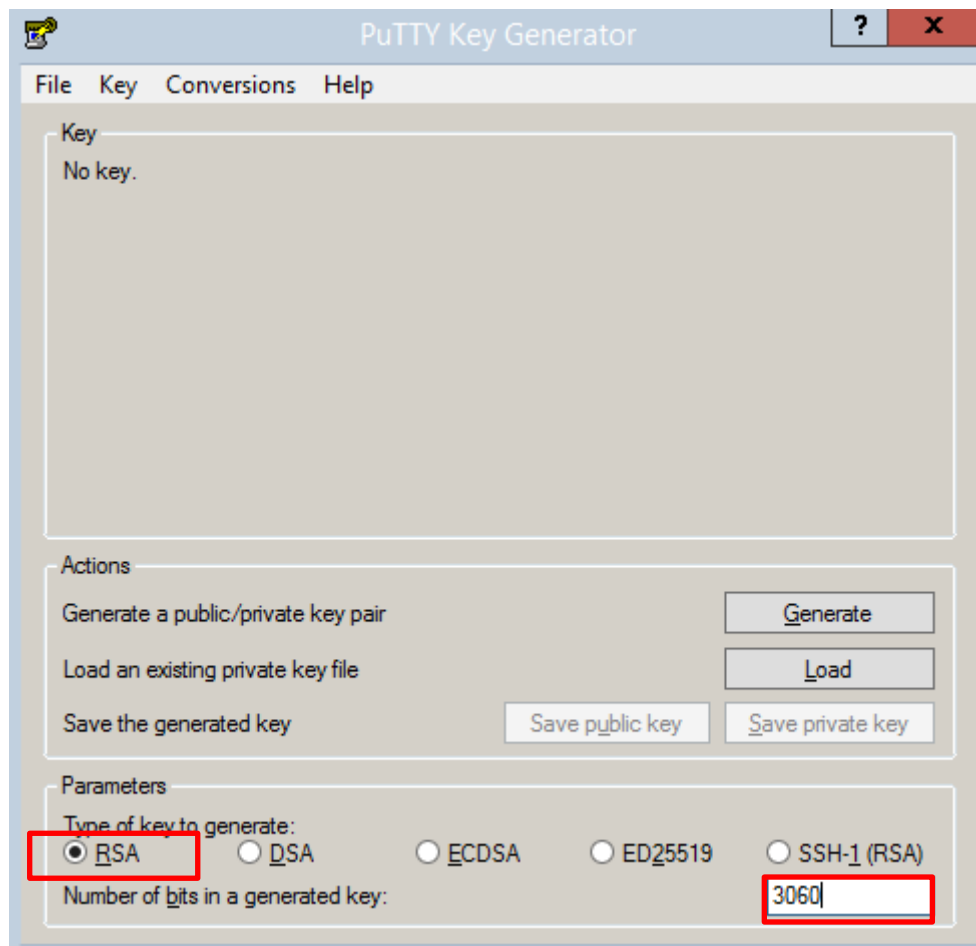 PuTTY Key Generator
? X
File Key Conversions Help
Key
No key.
Actions
Generate a public/private key pair Generate
Load an existing private key file Load
Save the generated key Save public key Save private key
Parameters
Type of key to generate:
RSA DSA ECDSA ED25519 SSH-1 (RSA)
Number of bits in a generated key: 3060